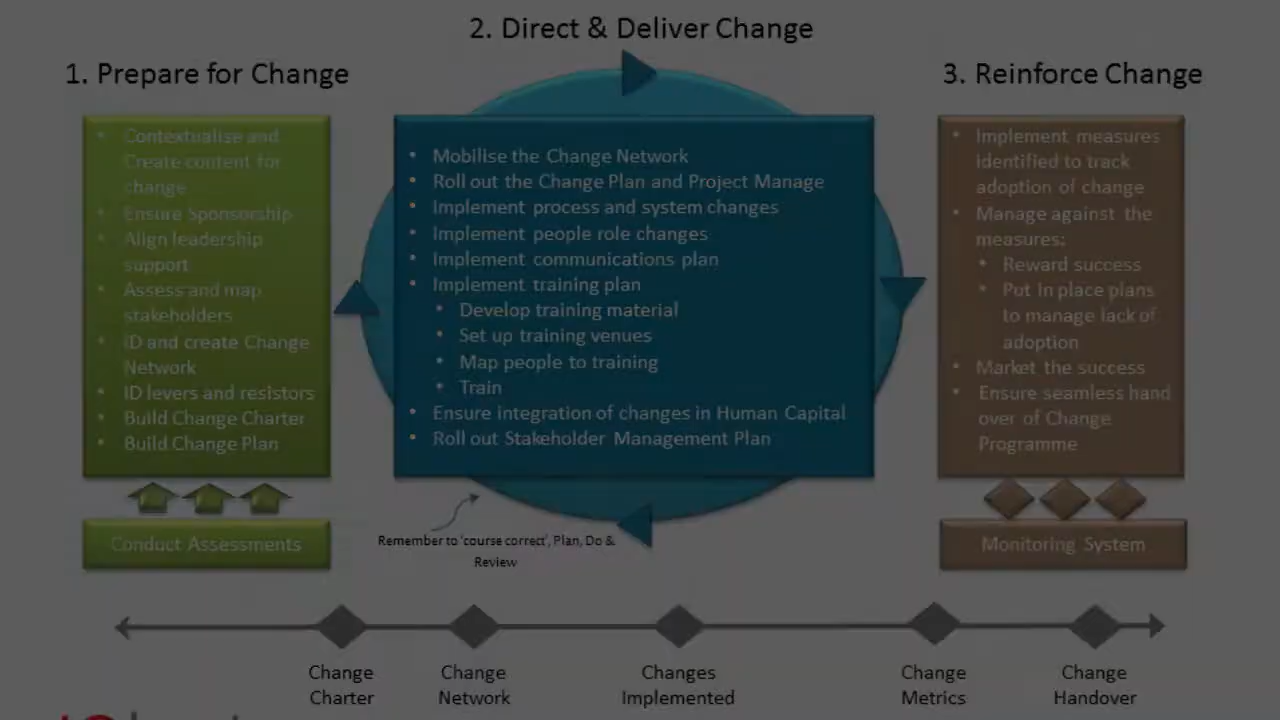 2. Direct & Deliver Change
1. Prepare for Change
3. Reinforce Change
• Contextualise and
Create content for
change
• Ensure Sponsorship
• Align leadership
support
• Assess and map
stakeholders
• ID and create Change
Network
• ID levers and resistors
• Build Change Charter
• Build Change Plan
Conduct Assessments
• Mobilise the Change Network
• Roll out the Change Plan and Project Manage
• Implement process and system changes
• Implement people role changes
• Implement communications plan
• Implement training plan
• Develop training material
• Set up training venues
• Map people to training
• Train
• Ensure integration of changes in Human Capital
• Roll out Stakeholder Management Plan
Remember to 'course correct', Plan, Do &
Review
• Implement measures
identified to track
adoption of change
• Manage against the
measures:
• Reward success
• Put in place plans
to manage lack of
adoption
• Market the success
• Ensure seamless hand
over of Change
Programme
Monitoring System
Change
Charter
Change
Network
Changes
Implemented
Change
Metrics
Change
Handover